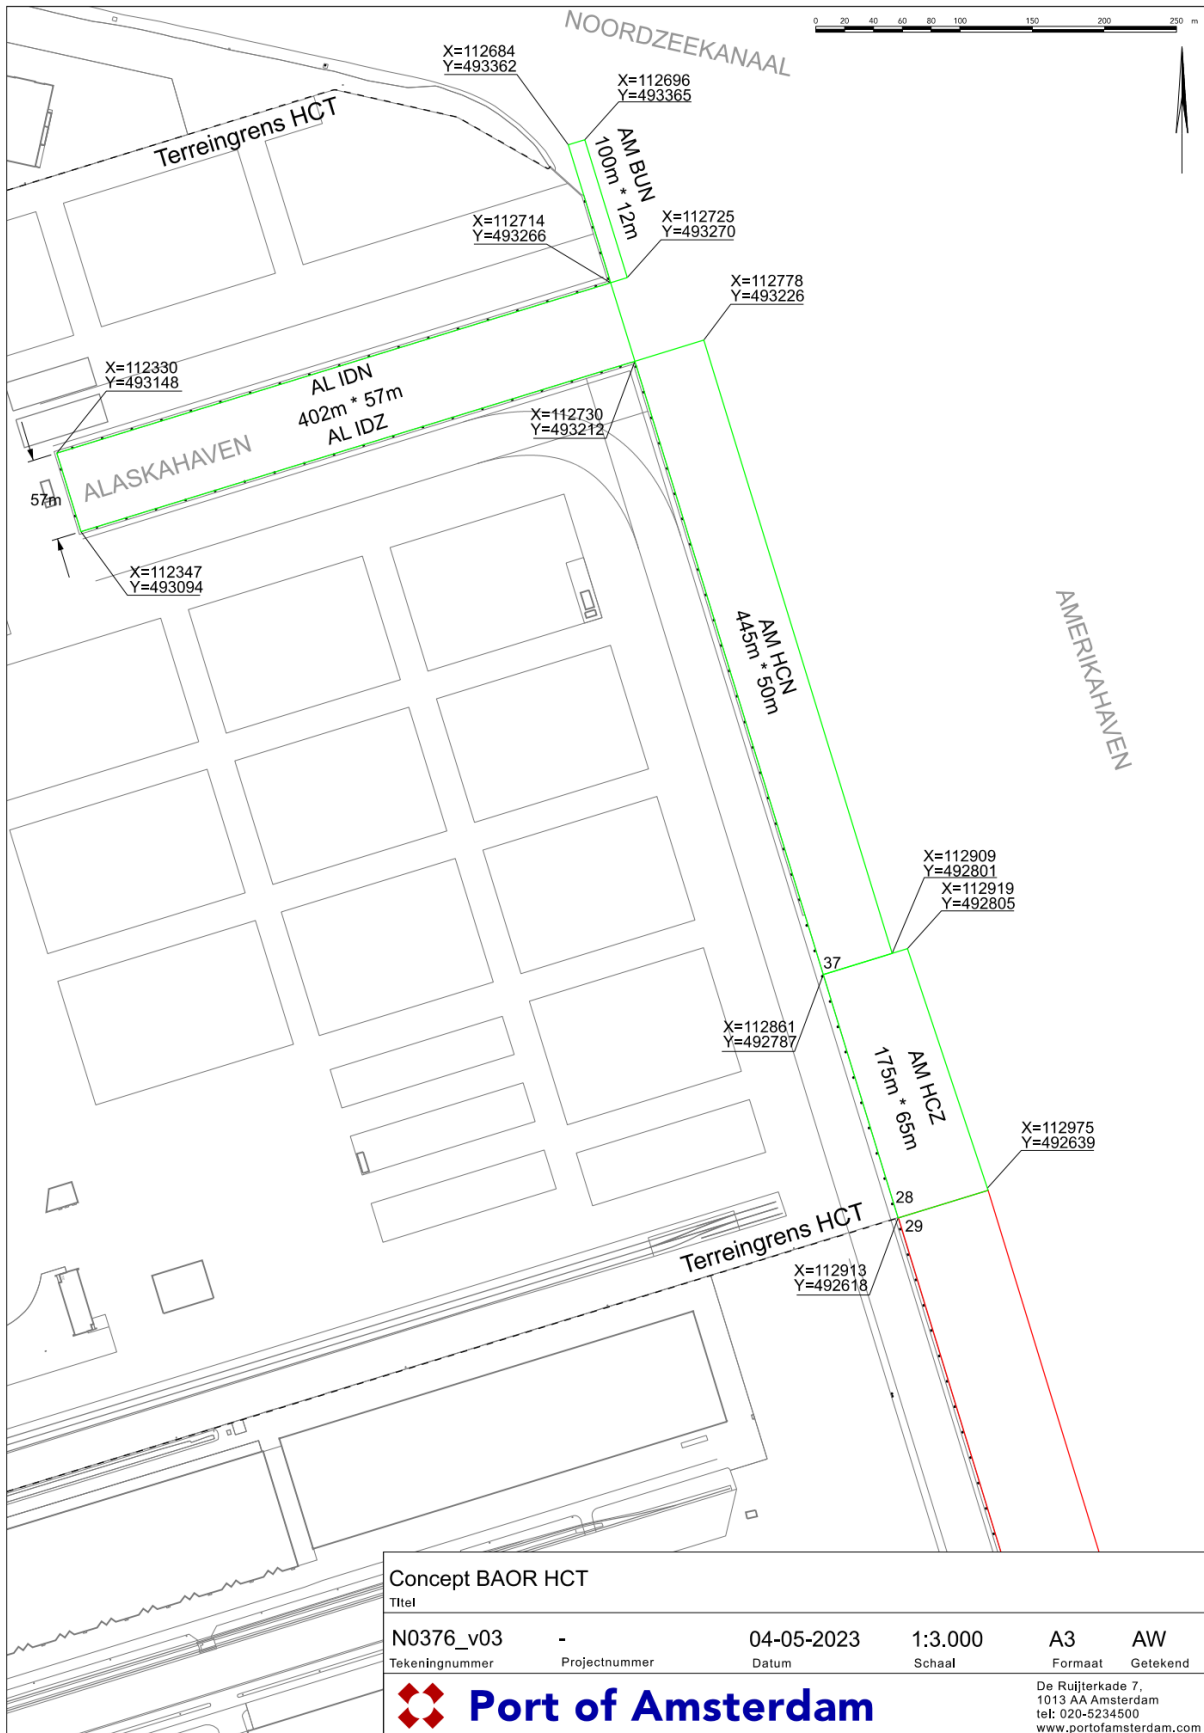 NOORDZEEKANAAL
0 20 40 60 80 100 150 200 250 m
X=112684
Y=493362
X=112696
Y=493365
Terreingrens HCT
AM BUN
100m * 12m
X=112714
Y=493266
X=112725
Y=493270
X=112778
Y=493226
X=112330
Y=493148
AL IDN
402m * 57m
AL IDZ
X=112730
Y=493212
ALASKAHAVEN
57m
X=112347
Y=493094
AM HCN
445m * 50m
AMERIKAHAVEN
X=112909
Y=492801
X=112919
Y=492805
37
X=112861
Y=492787
AM HCZ
175m * 65m
X=112975
Y=492639
28
29
Terreingrens HCT
X=112913
Y=492618
Concept BAOR HCT
Titel
N0376_v03 - 04-05-2023 1:3.000 A3 AW
Tekeningnummer Projectnummer Datum Schaal Formaat Getekend
Port of Amsterdam
De Ruijterkade 7,
1013 AA Amsterdam
tel: 020-5234500
www.portofamsterdam.com